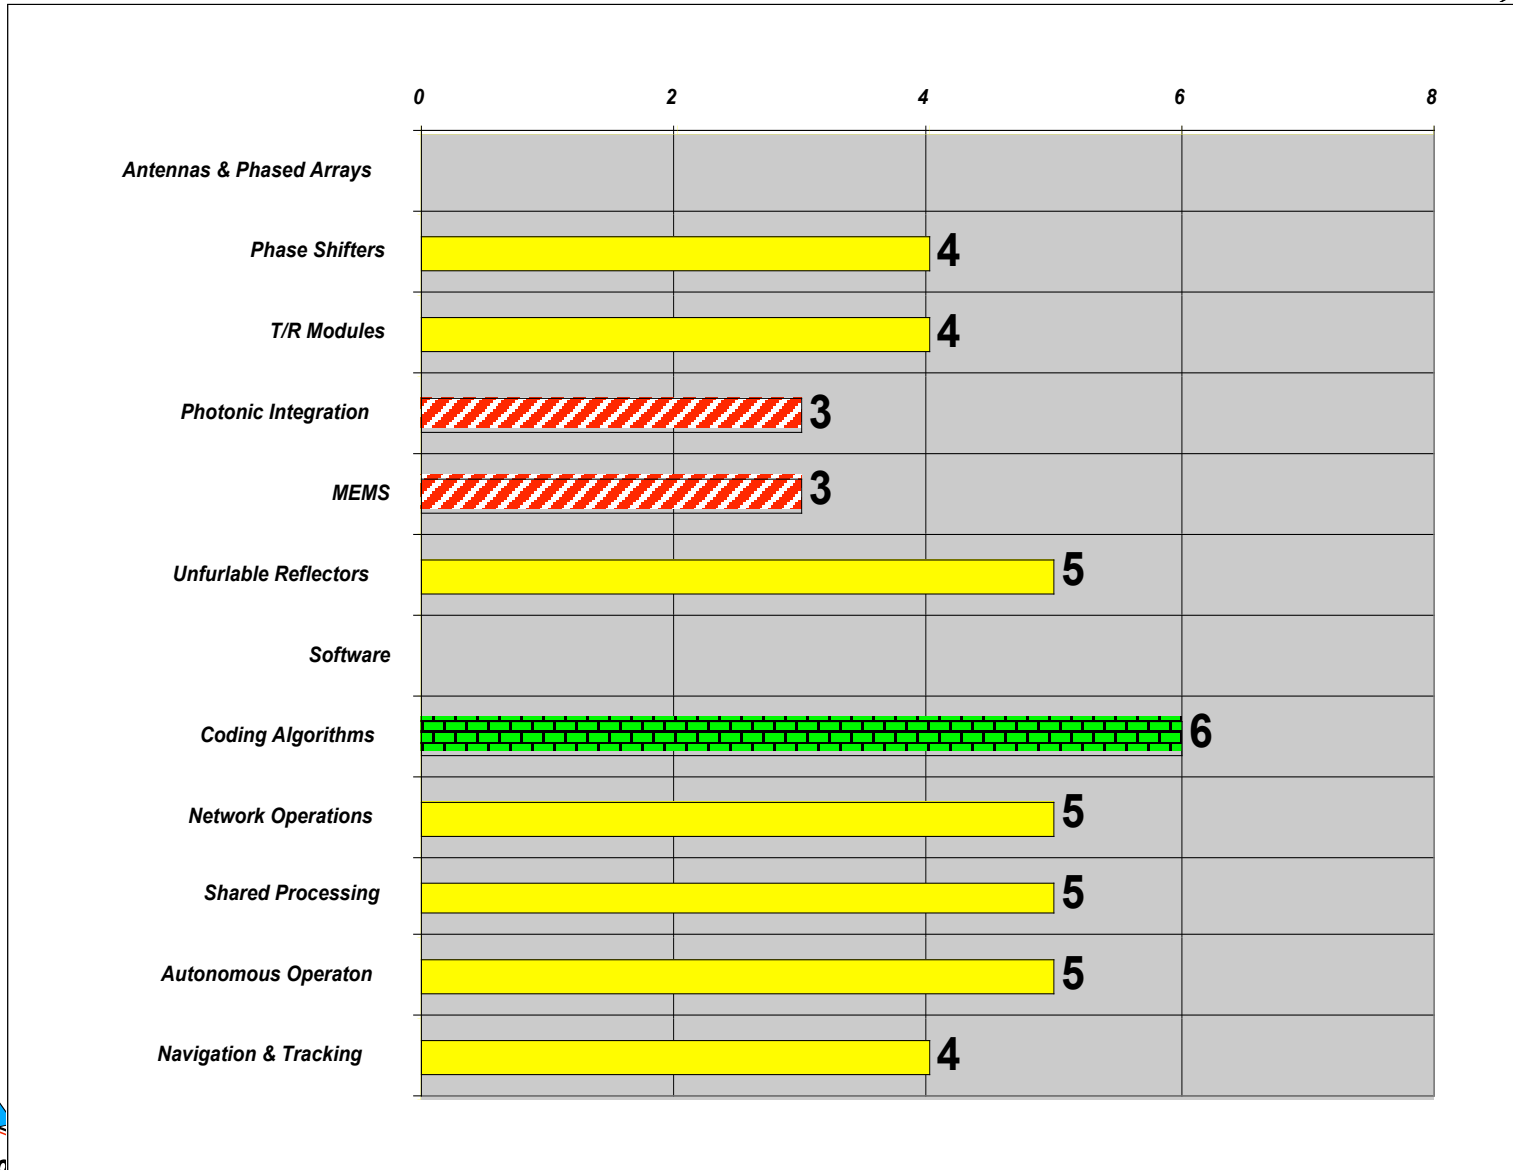 0 2 4 6 8
Antennas & Phased Arrays
Phase Shifters 4
T/R Modules 4
Photonic Integration 3
MEMS 3
Unfurlable Reflectors 5
Software
Coding Algorithms 6
Network Operations 5
Shared Processing 5
Autonomous Operaton 5
Navigation & Tracking 4